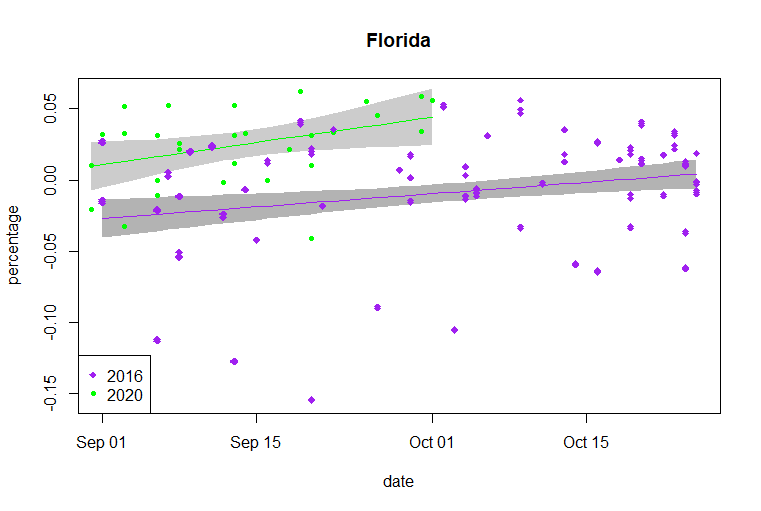 Florida
percentage
0.05
0.00
-0.05
-0.10
-0.15
2016
2020
Sep 01
Sep 15
Oct 01
Oct 15
date